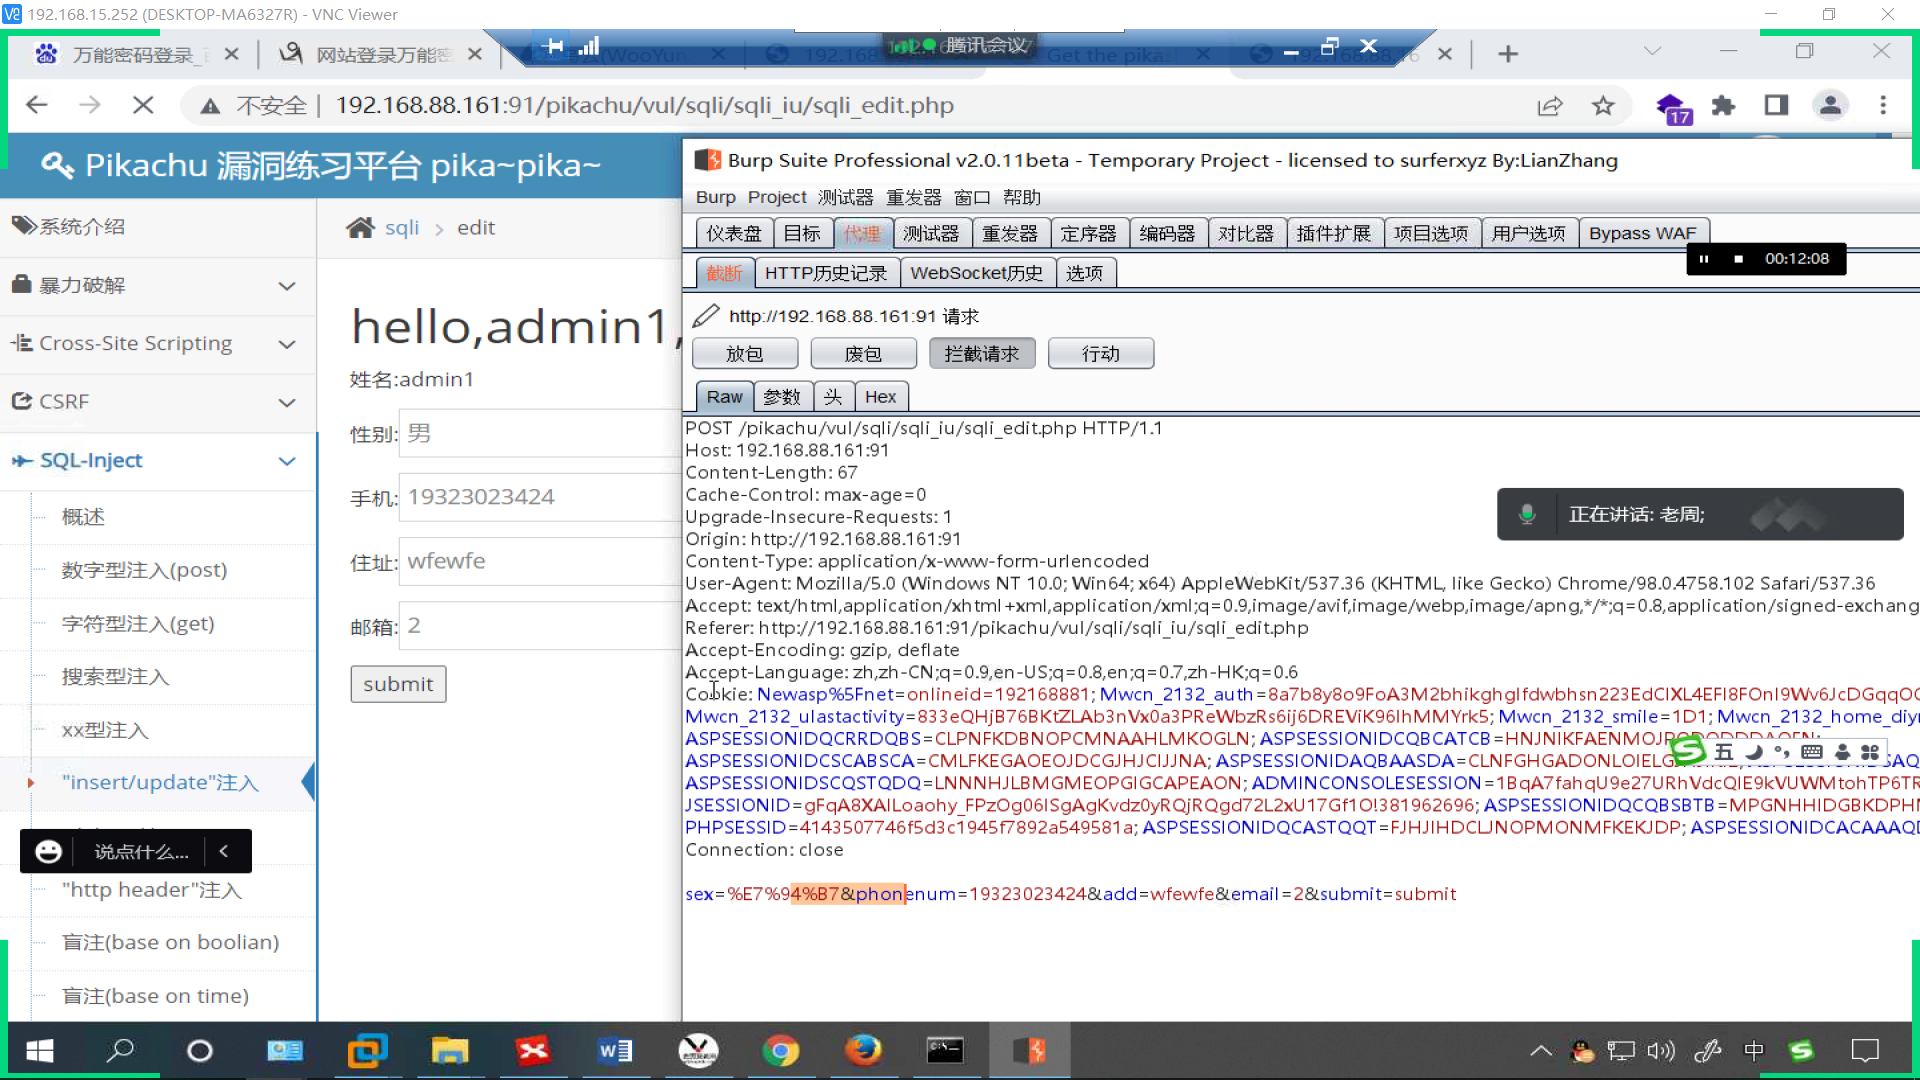 192.168.15.252 (DESKTOP-MA6327R) - VNC Viewer
万能密码登录_
网站登录万能密
腾讯会议
不安全 | 192.168.88.161:91/pikachu/vul/sqli/sqli_iu/sqli_edit.php
17
Pikachu 漏洞练习平台 pika~pika~
系统介绍
暴力破解
Cross-Site Scripting
CSRF
SQL-Inject
概述
数字型注入(post)
字符型注入(get)
搜索型注入
xx型注入
"insert/update"注入
说点什么...
"http header"注入
盲注(base on boolian)
盲注(base on time)
sqli > edit
hello,admin1,
姓名:admin1
性别: 男
手机: 19323023424
住址: wfewfe
邮箱: 2
submit
Burp Suite Professional v2.0.11beta - Temporary Project - licensed to surferxyz By:LianZhang
Burp Project 测试器 重发器 窗口 帮助
仪表盘 目标 代理 测试器 重发器 定序器 编码器 对比器 插件扩展 项目选项 用户选项 Bypass WAF
00:12:08
截断 HTTP历史记录 WebSocket历史 选项
http://192.168.88.161:91 请求
放包 废包 拦截请求 行动
Raw 参数 头 Hex
POST /pikachu/vul/sqli/sqli_iu/sqli_edit.php HTTP/1.1
Host: 192.168.88.161:91
Content-Length: 67
Cache-Control: max-age=0
Upgrade-Insecure-Requests: 1
正在讲话: 老周;
Origin: http://192.168.88.161:91
Content-Type: application/x-www-form-urlencoded
User-Agent: Mozilla/5.0 (Windows NT 10.0; Win64; x64) AppleWebKit/537.36 (KHTML, like Gecko) Chrome/98.0.4758.102 Safari/537.36
Accept: text/html,application/xhtml+xml,application/xml;q=0.9,image/avif,image/webp,image/apng,*/*;q=0.8,application/signed-exchang
Referer: http://192.168.88.161:91/pikachu/vul/sqli/sqli_iu/sqli_edit.php
Accept-Encoding: gzip, deflate
Accept-Language: zh,zh-CN;q=0.9,en-US;q=0.8,en;q=0.7,zh-HK;q=0.6
Cookie: Newasp%5Fnet=onlineid=192168881; Mwcn_2132_auth=
Mwcn_2132_ulastactivity=833eQHjB76BKtZLAb3nVx0a3PReWbzRs6ij6DREViK96IhMMYrk5; Mwcn_2132_smile=1D1; Mwcn_2132_home_diy
ASPSESSIONIDQCRRDQBS=CLPNFKDBNOPCMNAAHLMKOGLN; ASPSESSIONIDCQBCATCB=
ASPSESSIONIDCSCABSCA=CMLFKEGAOEOJDCGJHJCIJJNA; ASPSESSIONIDAQBAASDA=
ASPSESSIONIDSCQSTQDQ=LNNNHJLBMGMEOPGIGCAPEAON; ADMINCONSOLESESSION=1BqA7fahqU9e27URhVdcQIE9kVUWMtohTP6TR
JSESSIONID=gFqA8XAILoaohy_FPzOg06ISgAgKvdz0yRQjRQgd72L2xU17Gf1O!381962696; ASPSESSIONIDQCQBSBTB=
PHPSESSID=4143507746f5d3c1945f7892a549581a; ASPSESSIONIDQCASTQQT=FJHJIHDCLJNOPMONMFKEKJDP;
Connection: close
sex=%E7%94%B7&phonenum=19323023424&add=wfewfe&email=2&submit=submit
五
中